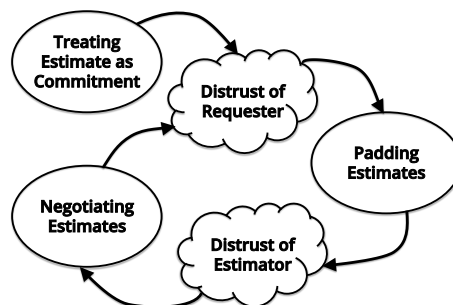 Treating
Estimate as
Commitment
Distrust of
Requester
Padding
Estimates
Negotiating
Estimates
Distrust of
Estimator